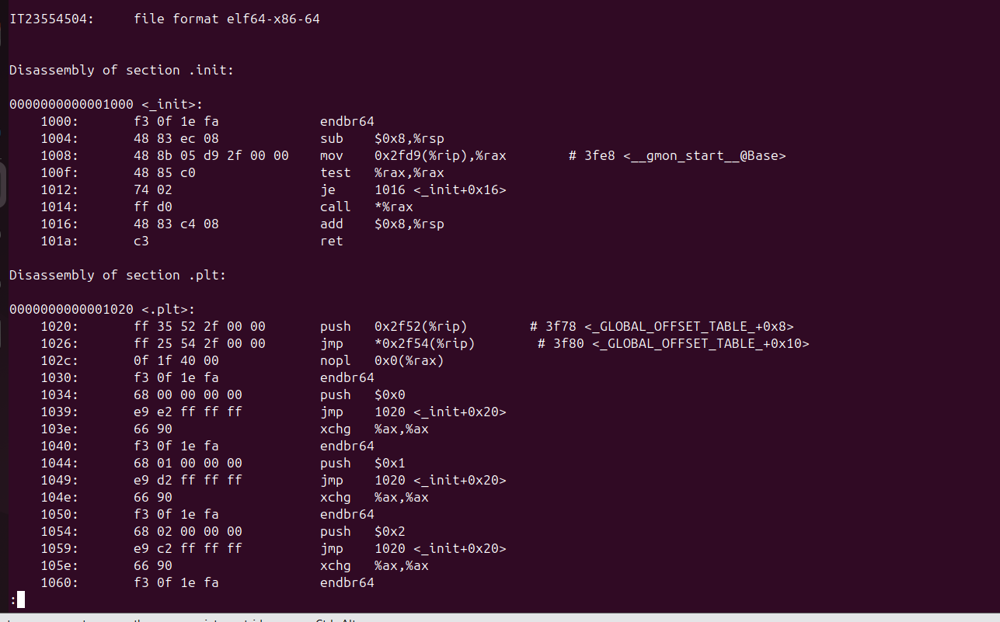 IT23554504:     file format elf64-x86-64
Disassembly of section .init:
0000000000001000 <_init>:
    1000:       f3 0f 1e fa             endbr64
    1004:       48 83 ec 08             sub    $0x8,%rsp
    1008:       48 8b 05 d9 2f 00 00    mov    0x2fd9(%rip),%rax        # 3fe8 <__gmon_start__@Base>
    100f:       48 85 c0                test   %rax,%rax
    1012:       74 02                   je     1016 <_init+0x16>
    1014:       ff d0                   call   *%rax
    1016:       48 83 c4 08             add    $0x8,%rsp
    101a:       c3                      ret
Disassembly of section .plt:
0000000000001020 <.plt>:
    1020:       ff 35 52 2f 00 00       push   0x2f52(%rip)        # 3f78 <_GLOBAL_OFFSET_TABLE_+0x8>
    1026:       ff 25 54 2f 00 00       jmp    *0x2f54(%rip)        # 3f80 <_GLOBAL_OFFSET_TABLE_+0x10>
    102c:       0f 1f 40 00             nopl   0x0(%rax)
    1030:       f3 0f 1e fa             endbr64
    1034:       68 00 00 00 00          push   $0x0
    1039:       e9 e2 ff ff ff          jmp    1020 <_init+0x20>
    103e:       66 90                   xchg   %ax,%ax
    1040:       f3 0f 1e fa             endbr64
    1044:       68 01 00 00 00          push   $0x1
    1049:       e9 d2 ff ff ff          jmp    1020 <_init+0x20>
    104e:       66 90                   xchg   %ax,%ax
    1050:       f3 0f 1e fa             endbr64
    1054:       68 02 00 00 00          push   $0x2
    1059:       e9 c2 ff ff ff          jmp    1020 <_init+0x20>
    105e:       66 90                   xchg   %ax,%ax
    1060:       f3 0f 1e fa             endbr64
: